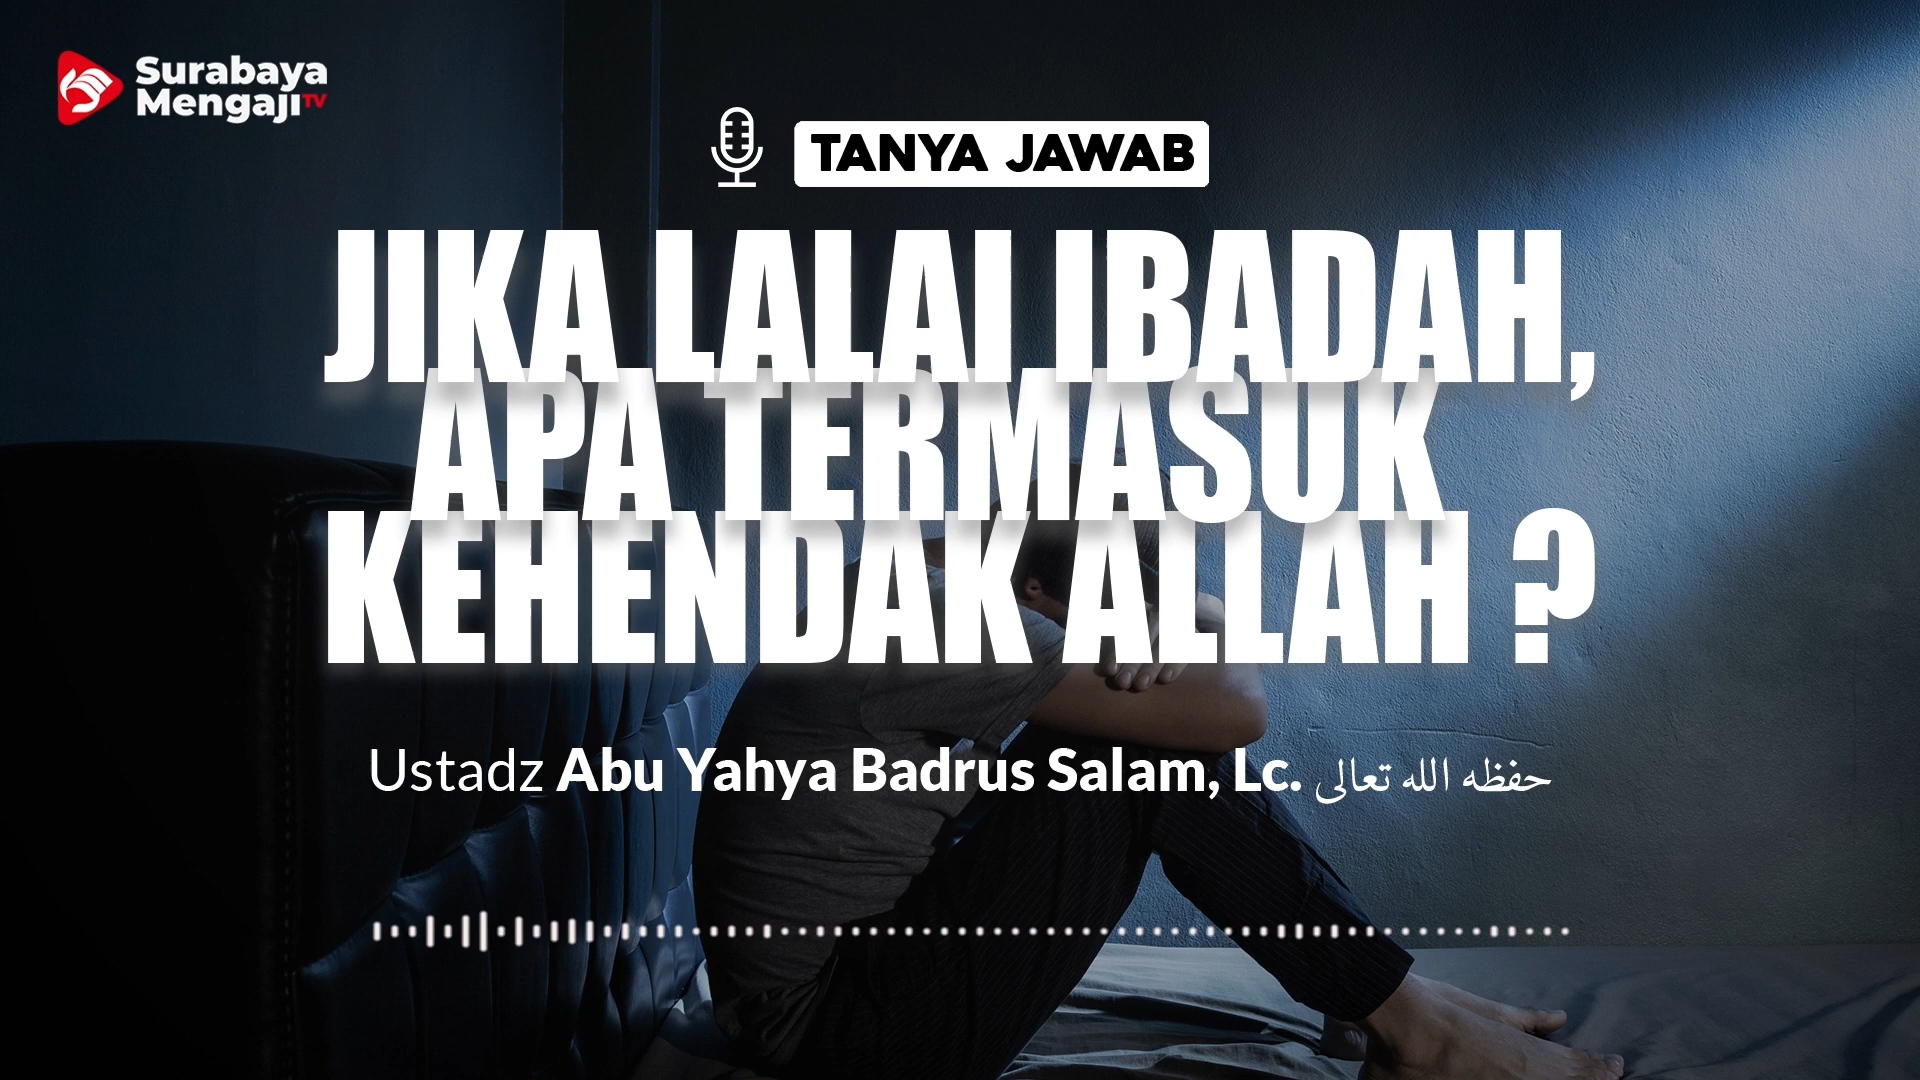 Surabaya
MengajiTV
TANYA JAWAB
JIKA LALAI IBADAH,
APA TERMASUK
KEHENDAK ALLAH ?
Ustadz Abu Yahya Badrus Salam, Lc. حفظه الله تعالى